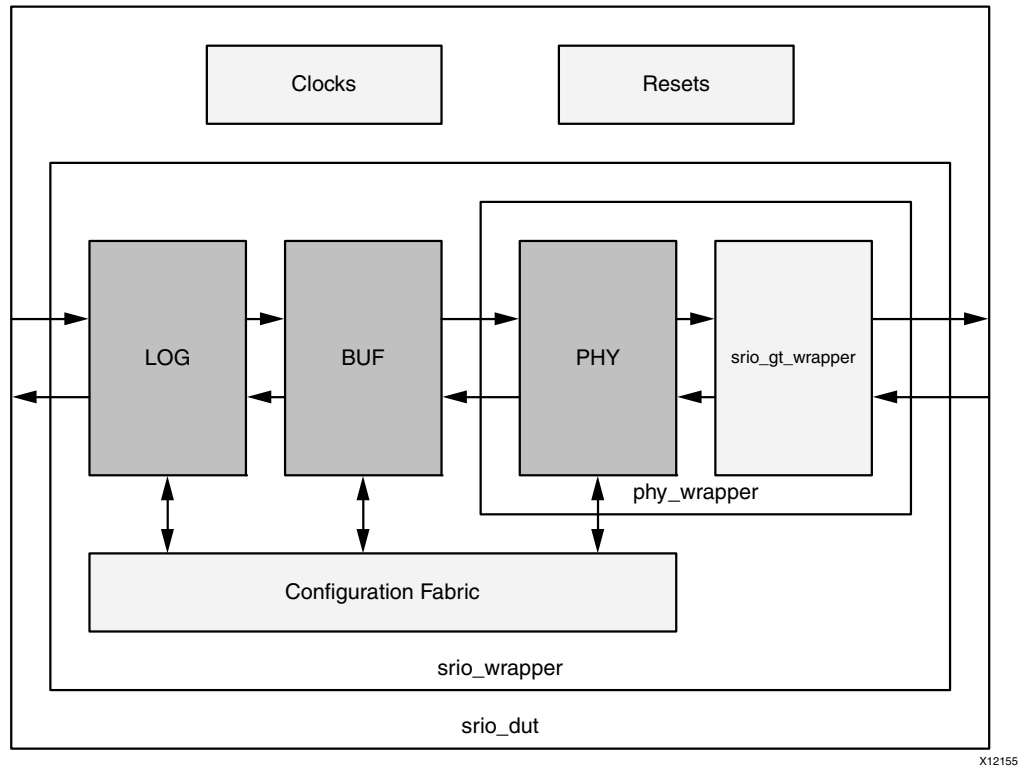 Clocks
Resets
LOG
BUF
PHY
srio_gt_wrapper
phy_wrapper
Configuration Fabric
srio_wrapper
srio_dut
X12155